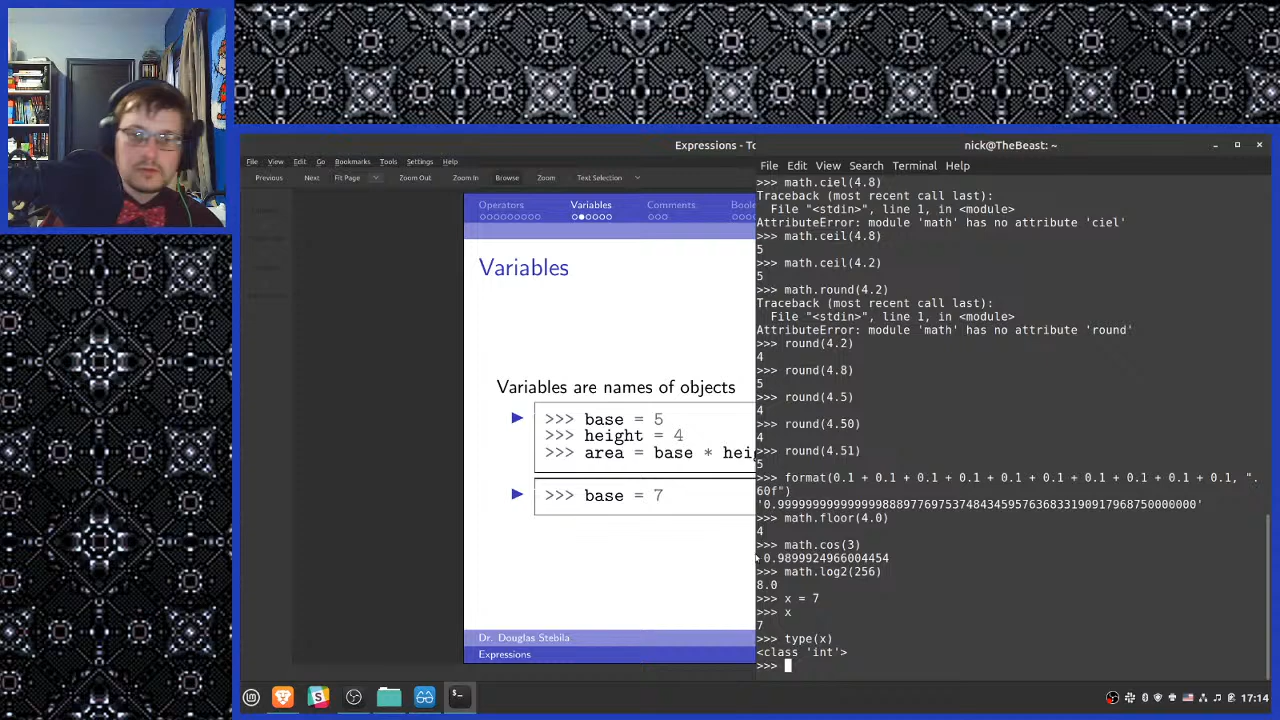 Expressions - To
nick@TheBeast: ~
File Edit View Go Bookmarks Tools Settings Help
Previous Next Fit Page Zoom Out Zoom In Browse Zoom Text Selection
Operators Variables Comments Boole
Variables
Variables are names of objects
>>> base = 5
>>> height = 4
>>> area = base * heig
>>> base = 7
Dr. Douglas Stebila
Expressions
File Edit View Search Terminal Help
>>> math.ciel(4.8)
Traceback (most recent call last):
File "<stdin>", line 1, in <module>
AttributeError: module 'math' has no attribute 'ciel'
>>> math.ceil(4.8)
5
>>> math.ceil(4.2)
5
>>> math.round(4.2)
Traceback (most recent call last):
File "<stdin>", line 1, in <module>
AttributeError: module 'math' has no attribute 'round'
>>> round(4.2)
4
>>> round(4.8)
5
>>> round(4.5)
4
>>> round(4.50)
4
>>> round(4.51)
5
>>> format(0.1 + 0.1 + 0.1 + 0.1 + 0.1 + 0.1 + 0.1 + 0.1 + 0.1 + 0.1, ".
60f")
'0.999999999999999888977697537484345957636833190917968750000000'
>>> math.floor(4.0)
4
>>> math.cos(3)
0.9899924966004454
>>> math.log2(256)
8.0
>>> x = 7
>>> x
7
>>> type(x)
<class 'int'>
>>>
17:14